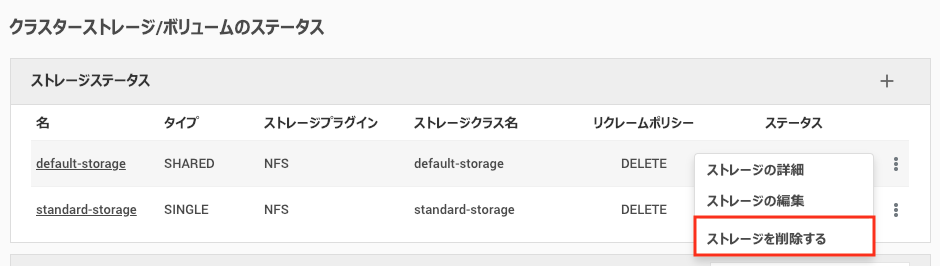 クラスターストレージ/ボリュームのステータス
ストレージステータス +
名 タイプ ストレージプラグイン ストレージクラス名 リクレームポリシー ステータス
default-storage SHARED NFS default-storage DELETE
standard-storage SINGLE NFS standard-storage DELETE
ストレージの詳細
ストレージの編集
ストレージを削除する